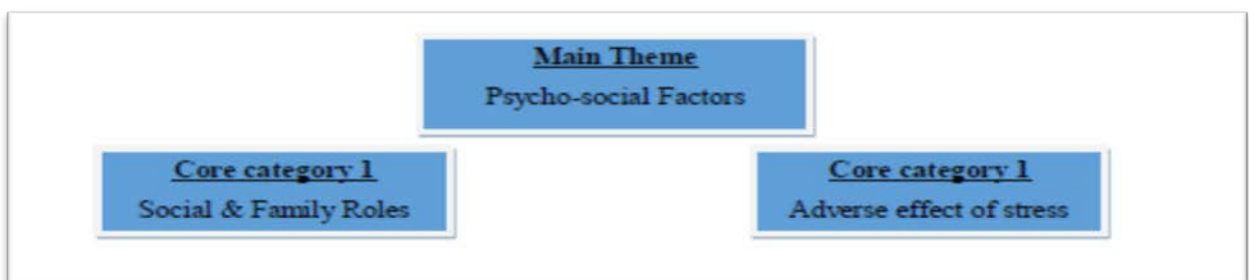 Main Theme
Psycho-social Factors
Core category 1
Social & Family Roles
Core category 1
Adverse effect of stress